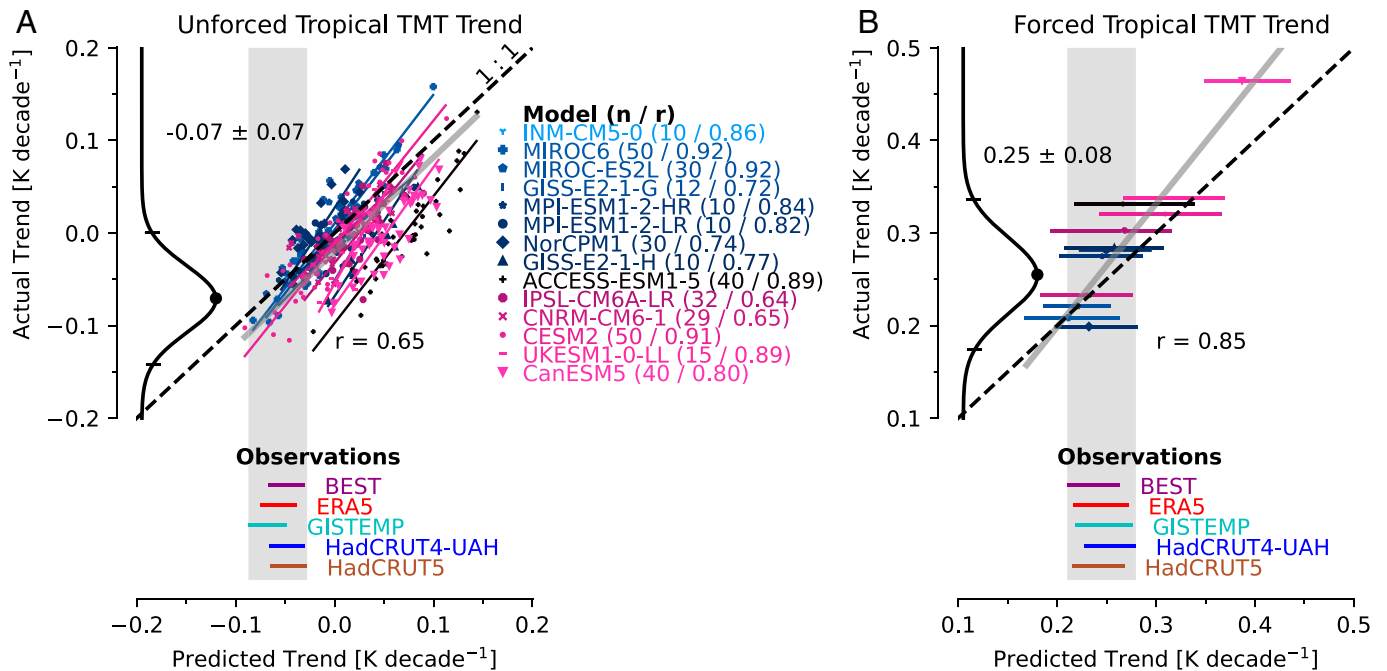 A
Unforced Tropical TMT Trend
Actual Trend [K decade⁻¹]
0.2
0.1
0.0
−0.1
−0.2
-0.07 ± 0.07
1 : 1
r = 0.65
Model (n / r)
INM-CM5-0 (10 / 0.86)
MIROC6 (50 / 0.92)
MIROC-ES2L (30 / 0.92)
GISS-E2-1-G (12 / 0.72)
MPI-ESM1-2-HR (10 / 0.84)
MPI-ESM1-2-LR (10 / 0.82)
NorCPM1 (30 / 0.74)
GISS-E2-1-H (10 / 0.77)
ACCESS-ESM1-5 (40 / 0.89)
IPSL-CM6A-LR (32 / 0.64)
CNRM-CM6-1 (29 / 0.65)
CESM2 (50 / 0.91)
UKESM1-0-LL (15 / 0.89)
CanESM5 (40 / 0.80)
Observations
BEST
ERA5
GISTEMP
HadCRUT4-UAH
HadCRUT5
−0.2
−0.1
0.0
0.1
0.2
Predicted Trend [K decade⁻¹]
B
Forced Tropical TMT Trend
Actual Trend [K decade⁻¹]
0.5
0.4
0.3
0.2
0.1
0.25 ± 0.08
r = 0.85
Observations
BEST
ERA5
GISTEMP
HadCRUT4-UAH
HadCRUT5
0.1
0.2
0.3
0.4
0.5
Predicted Trend [K decade⁻¹]